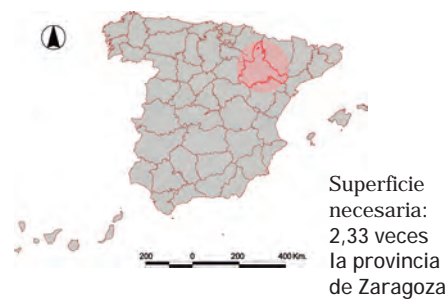 200 0 200 400 Km.
Superficie
necesaria:
2,33 veces
la provincia
de Zaragoza